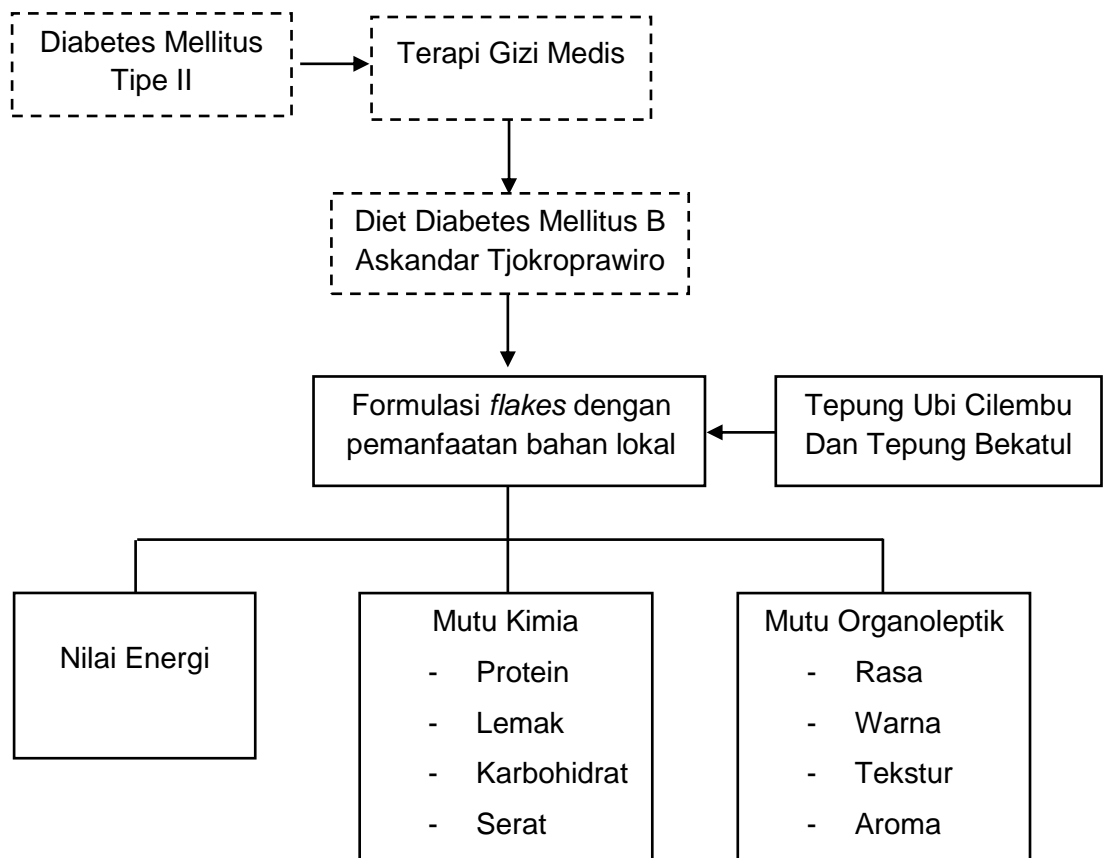 Diabetes Mellitus
Tipe II
Terapi Gizi Medis
Diet Diabetes Mellitus B
Askandar Tjokroprawiro
Formulasi flakes dengan
pemanfaatan bahan lokal
Tepung Ubi Cilembu
Dan Tepung Bekatul
Nilai Energi
Mutu Kimia
- Protein
- Lemak
- Karbohidrat
- Serat
Mutu Organoleptik
- Rasa
- Warna
- Tekstur
- Aroma